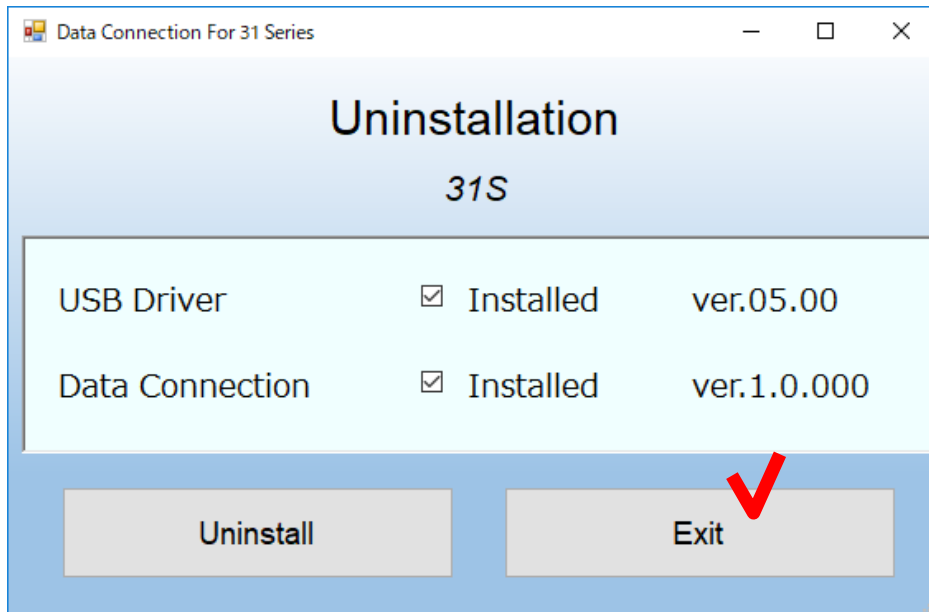 Data Connection For 31 Series
Uninstallation
31S
USB Driver Installed ver.05.00
Data Connection Installed ver.1.0.000
Uninstall Exit